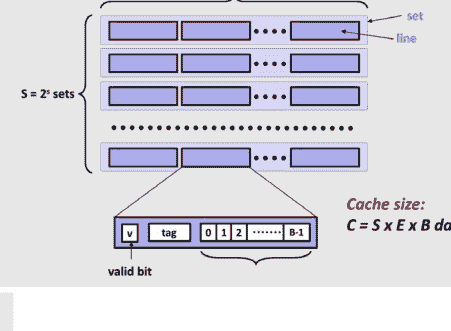 set
line
S = 2ˢ sets
Cache size:
C = S x E x B da
v tag 0 1 2 ······· B-1
valid bit